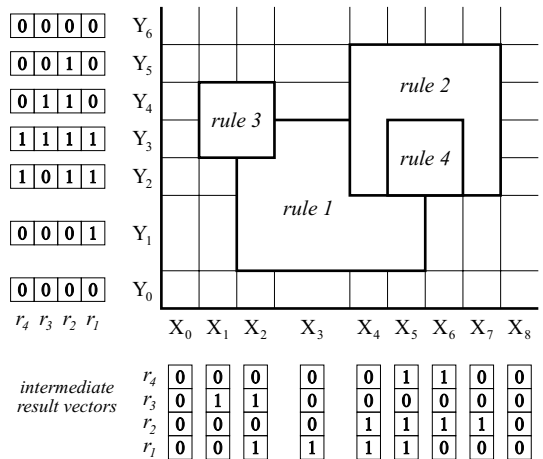 0 0 0 0 Y6
0 0 1 0 Y5
0 1 1 0 Y4
1 1 1 1 Y3
1 0 1 1 Y2
0 0 0 1 Y1
0 0 0 0 Y0
r4 r3 r2 r1
rule 2
rule 3
rule 4
rule 1
X0 X1 X2 X3 X4 X5 X6 X7 X8
intermediate
result vectors
r4 0 0 0 0 0 1 1 0 0
r3 0 1 1 0 0 0 0 0 0
r2 0 0 0 0 1 1 1 1 0
r1 0 0 1 1 1 1 0 0 0